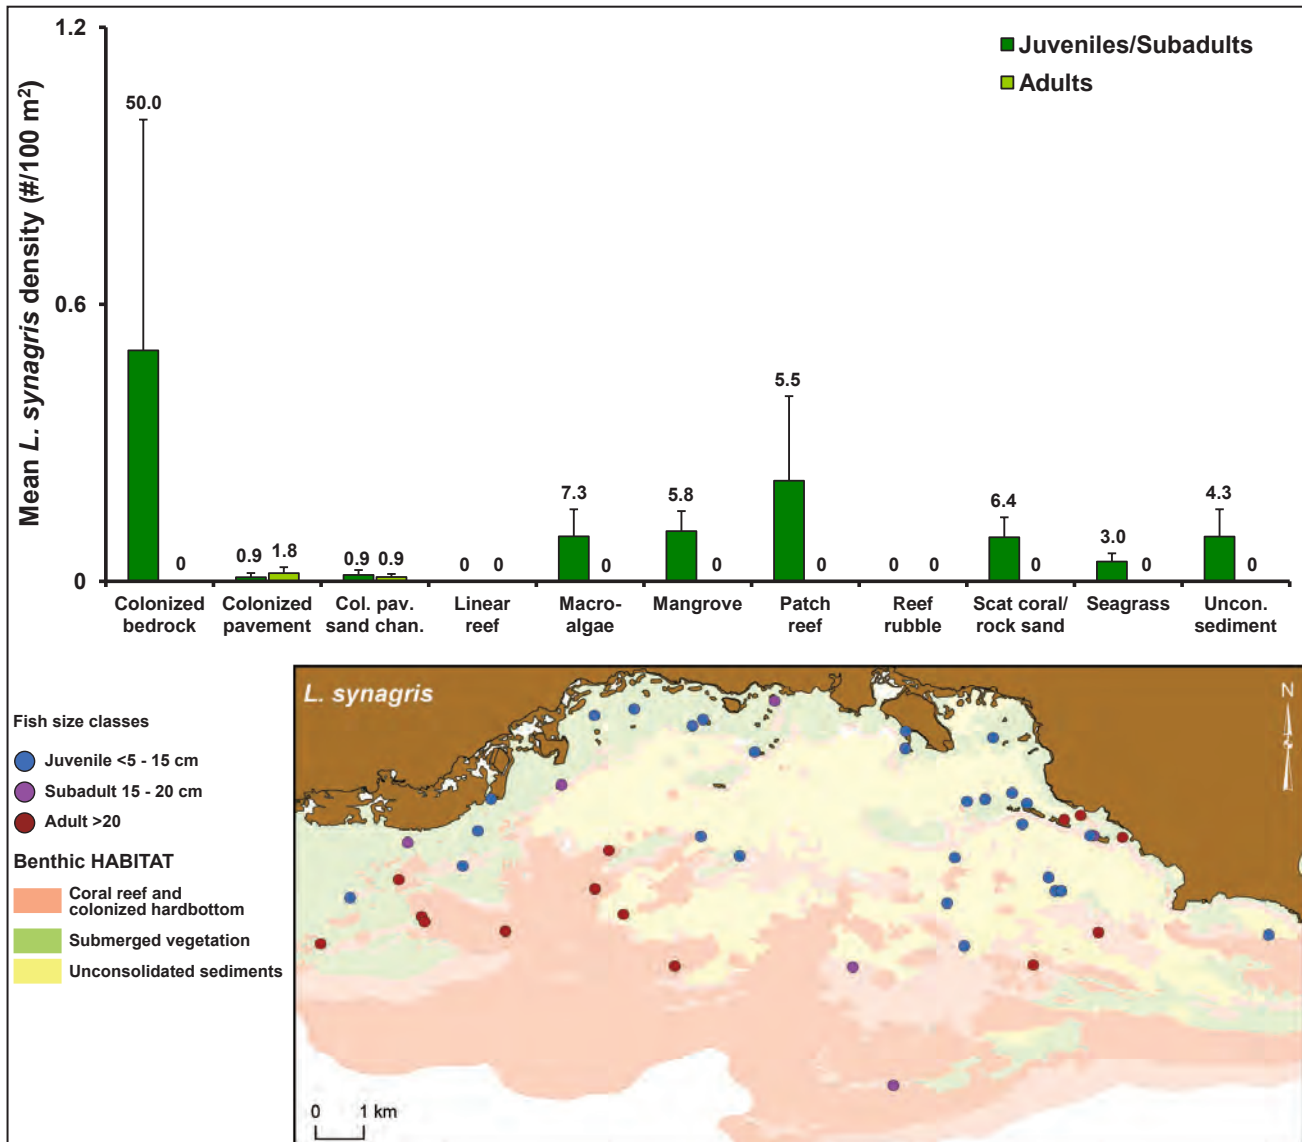 1.2
Juveniles/Subadults
Adults
Mean L. synagris density (#/100 m²)
50.0
0.6
5.5
7.3
5.8
6.4
3.0
4.3
0.9 1.8
0.9 0.9
0
0 0
0
0
0
0 0
0
0
0
0
Colonized bedrock
Colonized pavement
Col. pav. sand chan.
Linear reef
Macro-algae
Mangrove
Patch reef
Reef rubble
Scat coral/ rock sand
Seagrass
Uncon. sediment
L. synagris
N
Fish size classes
Juvenile <5 - 15 cm
Subadult 15 - 20 cm
Adult >20
Benthic HABITAT
Coral reef and
colonized hardbottom
Submerged vegetation
Unconsolidated sediments
0 1 km